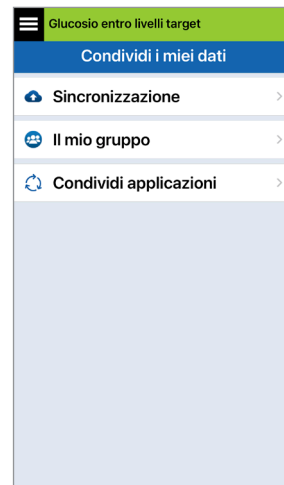 Glucosio entro livelli target
Condividi i miei dati
Sincronizzazione
Il mio gruppo
Condividi applicazioni